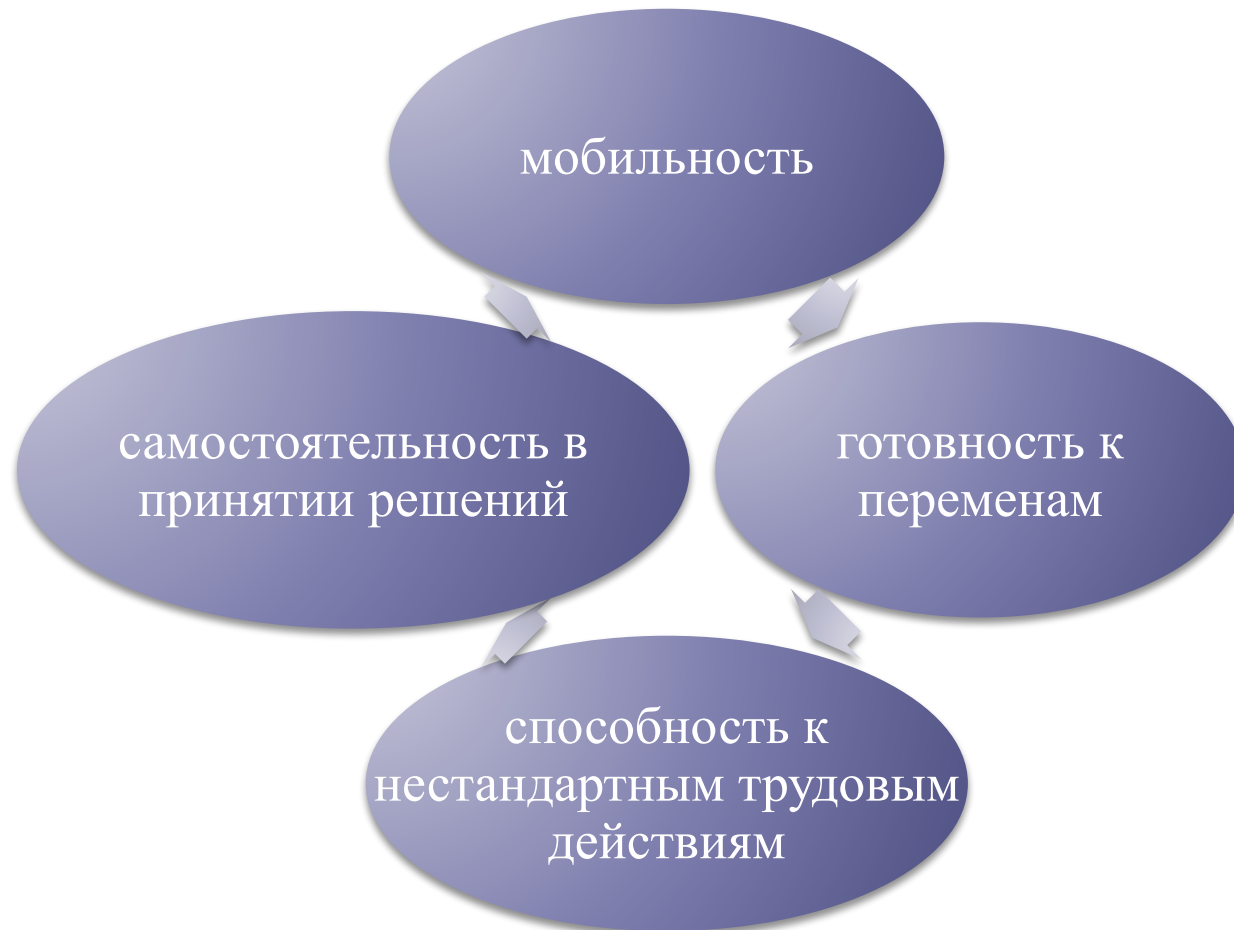 мобильность
самостоятельность в
принятии решений
готовность к
переменам
способность к
нестандартным трудовым
действиям